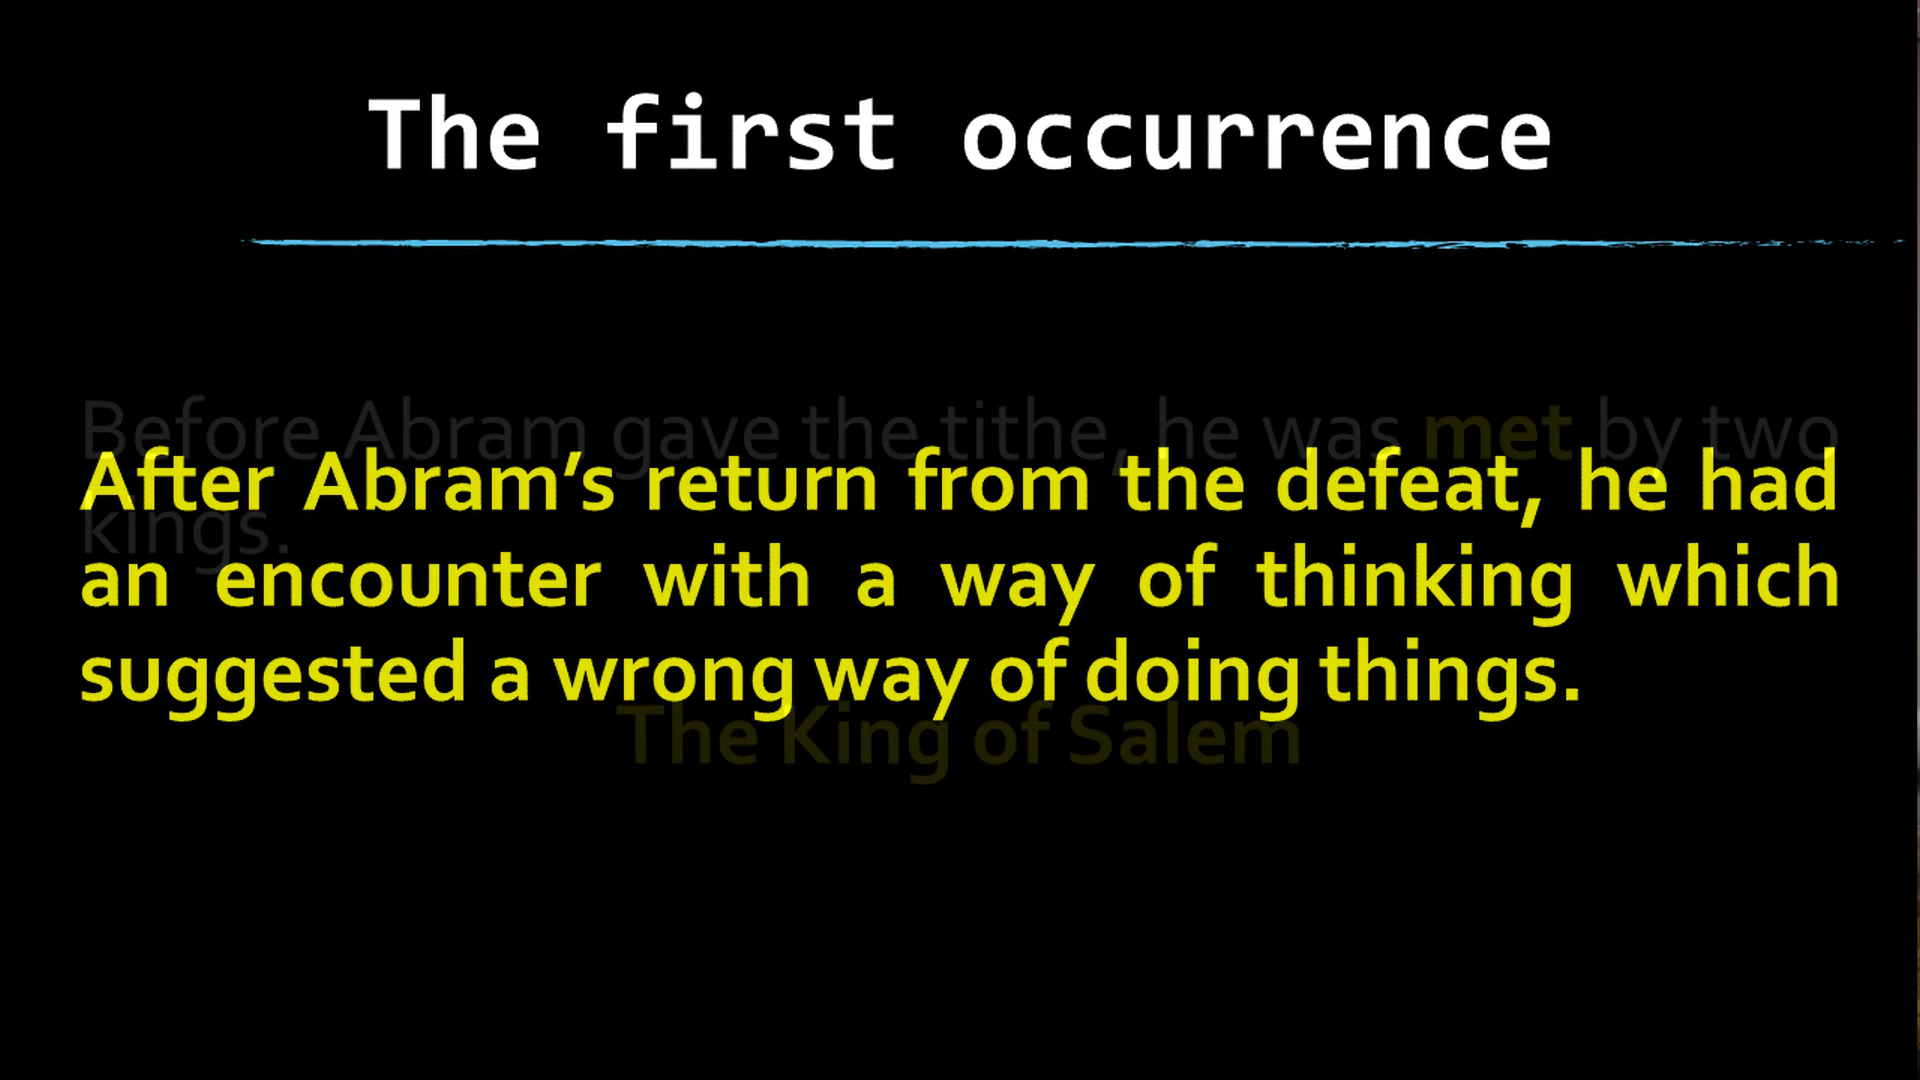 The first occurrence
Before Abram gave the tithe, he was met by two
kings.
After Abram’s return from the defeat, he had
an encounter with a way of thinking which
suggested a wrong way of doing things.
The King of Salem